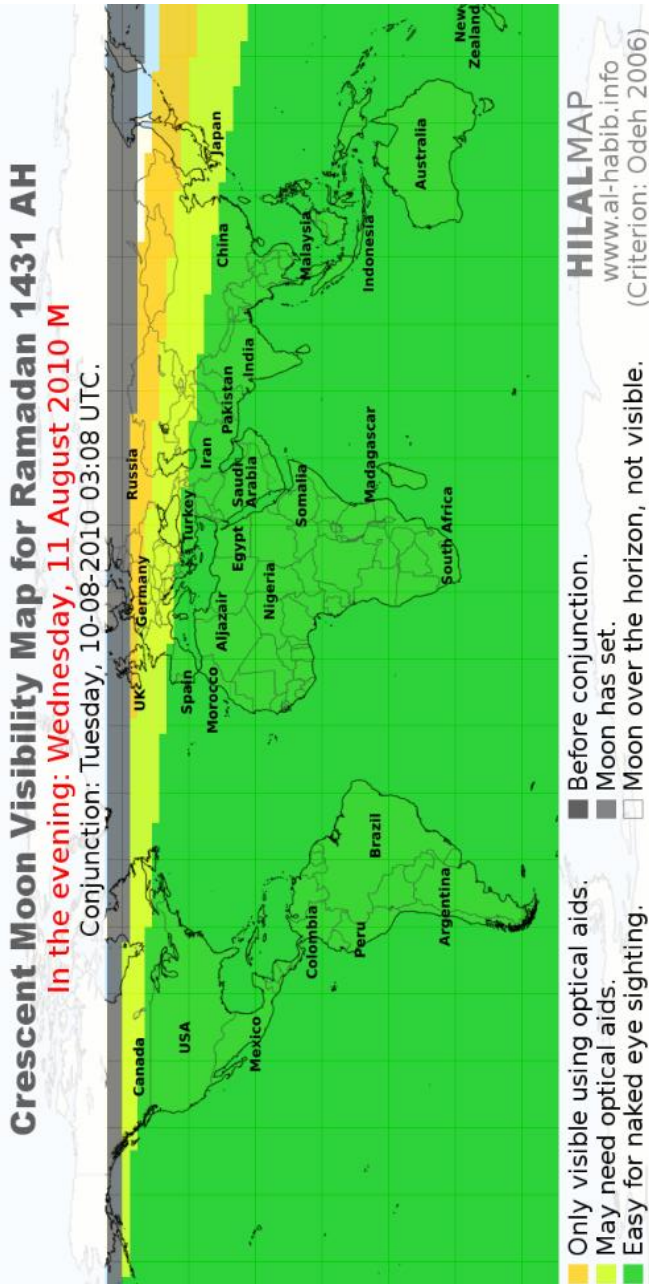 Crescent Moon Visibility Map for Ramadan 1431 AH
In the evening: Wednesday, 11 August 2010 M
Conjunction: Tuesday, 10-08-2010 03:08 UTC.
Canada
USA
Mexico
Colombia
Peru
Brazil
Argentina
UK
Germany
Russia
Spain
Turkey
Morocco
Aljazair
Egypt
Saudi
Arabia
Iran
Pakistan
India
China
Japan
Nigeria
Somalia
Madagascar
South Africa
Malaysia
Indonesia
Australia
New
Zealand
Only visible using optical aids.
May need optical aids.
Easy for naked eye sighting.
Before conjunction.
Moon has set.
Moon over the horizon, not visible.
HILALMAP
www.al-habib.info
(Criterion: Odeh 2006)